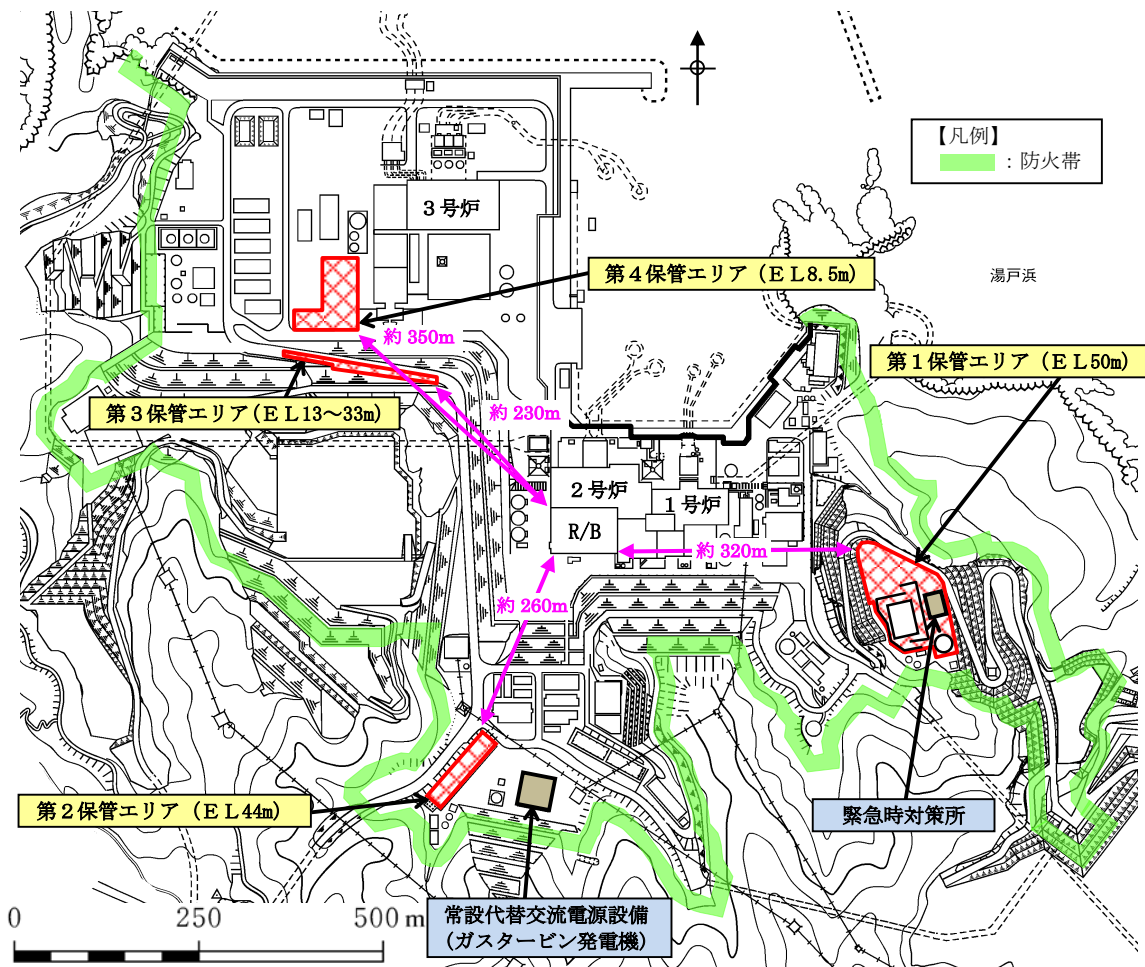 【凡例】
：防火帯
３号炉
第４保管エリア（ＥＬ8.5m）
湯戸浜
約 350m
第１保管エリア（ＥＬ50m）
第３保管エリア（ＥＬ13～33m）
約 230m
２号炉
１号炉
R/B
約 320m
約 260m
第２保管エリア（ＥＬ44m）
緊急時対策所
0 250 500 m
常設代替交流電源設備
（ガスタービン発電機）